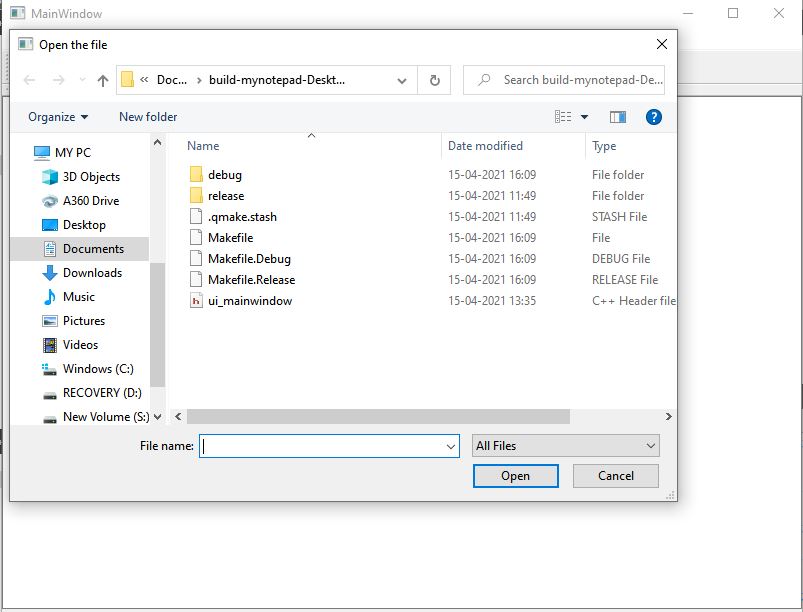 MainWindow
Open the file
« Doc... › build-mynotepad-Deskt...
Search build-mynotepad-De...
Organize
New folder
?
Name
Date modified
Type
MY PC
3D Objects
A360 Drive
Desktop
Documents
Downloads
Music
Pictures
Videos
Windows (C:)
RECOVERY (D:)
New Volume (S:)
debug 15-04-2021 16:09 File folder
release 15-04-2021 11:49 File folder
.qmake.stash 15-04-2021 11:49 STASH File
Makefile 15-04-2021 16:09 File
Makefile.Debug 15-04-2021 16:09 DEBUG File
Makefile.Release 15-04-2021 16:09 RELEASE File
h ui_mainwindow 15-04-2021 13:35 C++ Header file
File name:
All Files
Open
Cancel